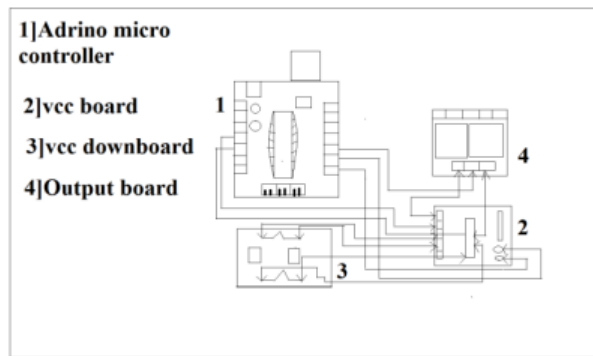 1]Adrino micro
controller
2]vcc board
3]vcc downboard
4]Output board
1
4
2
3